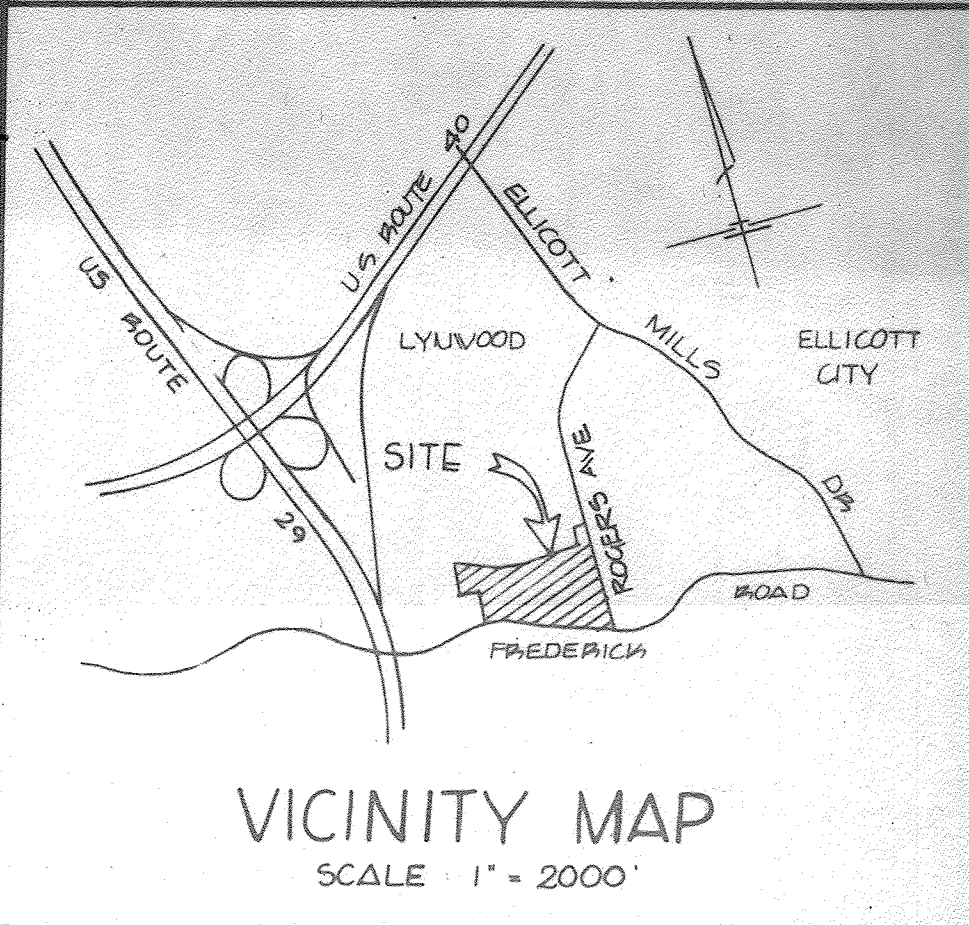 US ROUTE 40
ELLICOTT MILLS DR
US ROUTE 29
LYNWOOD
ELLICOTT
CITY
SITE
ROGERS AVE
FREDERICK ROAD
VICINITY MAP
SCALE 1" = 2000'